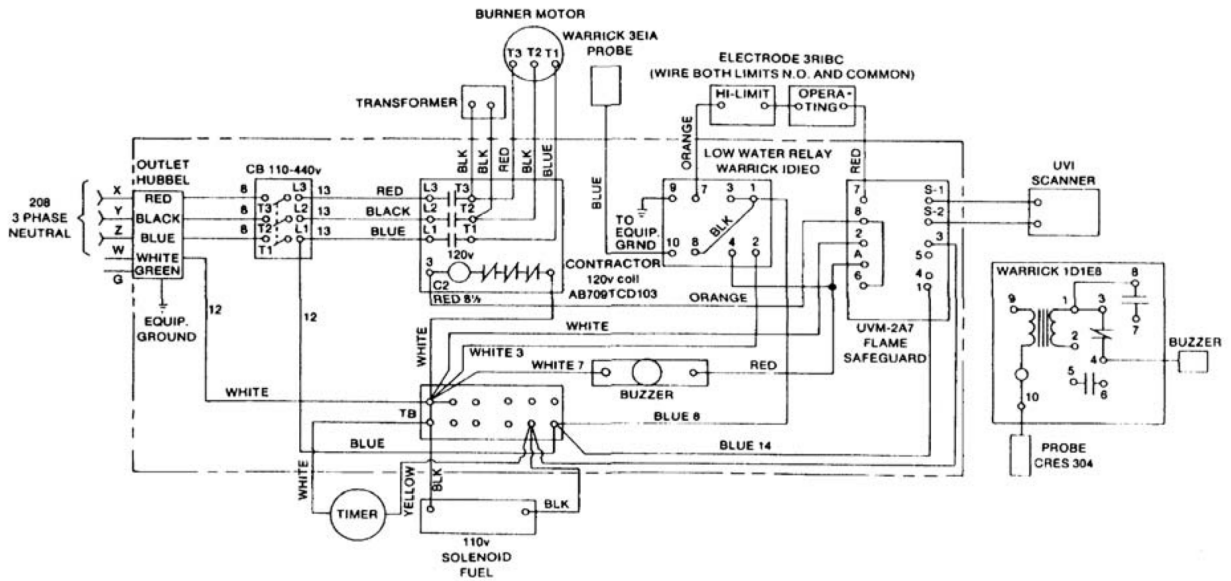 BURNER MOTOR
T3 T2 T1
WARRICK 3EIA
PROBE
ELECTRODE 3RIBC
(WIRE BOTH LIMITS N.O. AND COMMON)
HI-LIMIT
OPERA-
TING
TRANSFORMER
BLK
BLK
RED
BLK
BLUE
BLUE
ORANGE
RED
LOW WATER RELAY
WARRICK IDIEO
9
7
3
1
BLK
TO
EQUIP.
GRND
10
8
4
2
OUTLET
HUBBEL
CB 110-440v
208
3 PHASE
NEUTRAL
X
RED
8
L3
13
RED
L3
T3
Y
BLACK
8
T3
L2
13
BLACK
L2
T2
Z
BLUE
8
T2
L1
13
BLUE
L1
T1
T1
W
WHITE
G
GREEN
EQUIP.
GROUND
12
12
120v
3
C2
RED 8½
CONTRACTOR
120v coil
AB709TCD103
ORANGE
7
8
2
A
6
S-1
S-2
3
5
4
1
UVM-2A7
FLAME
SAFEGUARD
UVI
SCANNER
WARRICK 1D1E8
9
1
3
8
7
2
4
5
6
10
BUZZER
PROBE
CRES 304
WHITE
WHITE
WHITE 3
WHITE 7
BUZZER
RED
WHITE
TB
BLUE 8
BLUE
BLUE 14
WHITE
TIMER
YELLOW
BLK
BLK
110v
SOLENOID
FUEL